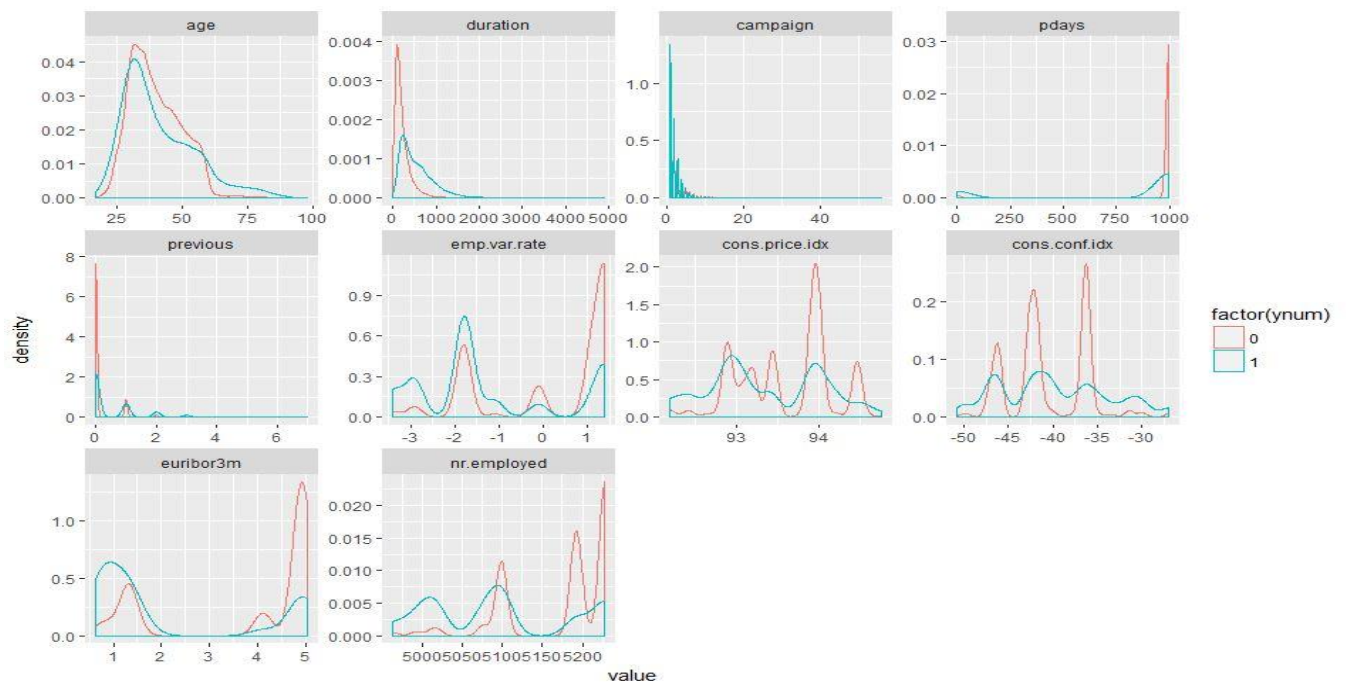 age duration campaign pdays
0.04 0.03 0.02 0.01 0.00
0.004 0.003 0.002 0.001 0.000
1.0 0.5 0.0
0.03 0.02 0.01 0.00
25 50 75 100
0 1000 2000 3000 4000 5000
0 20 40
0 250 500 750 1000
previous emp.var.rate cons.price.idx cons.conf.idx
8 6 4 2 0
0.9 0.6 0.3 0.0
2.0 1.5 1.0 0.5 0.0
0.2 0.1 0.0
0 2 4 6
-3 -2 -1 0 1
93 94
-50 -45 -40 -35 -30
euribor3m nr.employed
1.0 0.5 0.0
0.020 0.015 0.010 0.005 0.000
1 2 3 4 5
5000 5050 5100 5150 5200
density
value
factor(ynum)
0
1